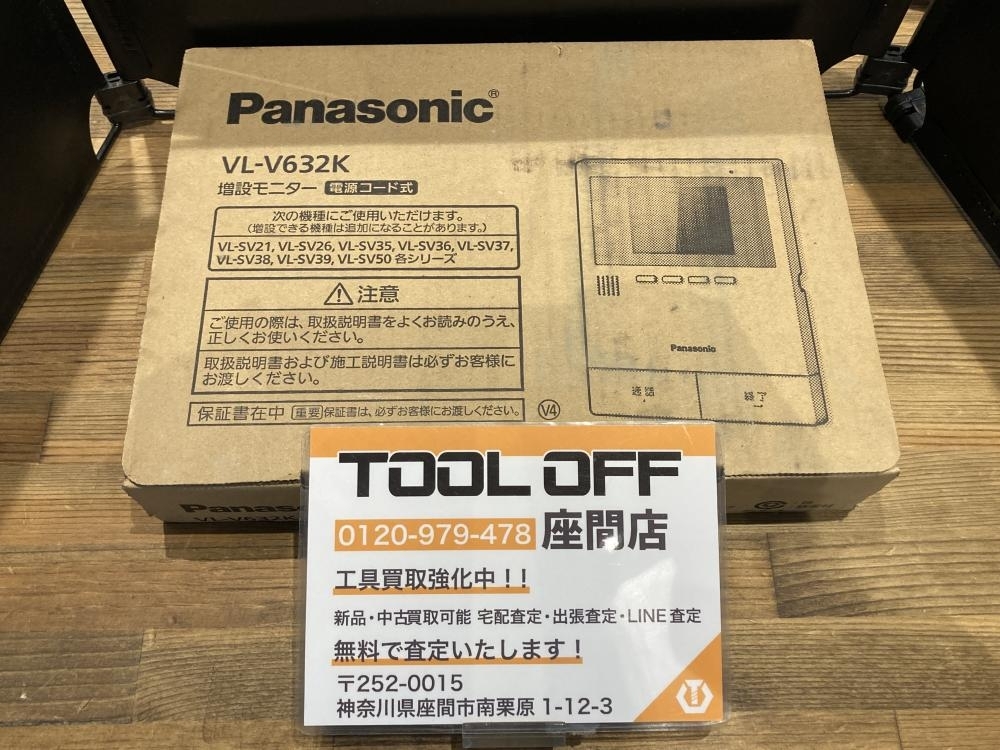 Panasonic®
VL-V632K
増設モニター 電源コード式
次の機種にご使用いただけます。
(増設できる機種は追加になることがあります。)
VL-SV21, VL-SV26, VL-SV35, VL-SV36, VL-SV37,
VL-SV38, VL-SV39, VL-SV50 各シリーズ
注意
ご使用の際は、取扱説明書をよくお読みのうえ、
正しくお使いください。
取扱説明書および施工説明書は必ずお客様に
お渡しください。
保証書在中 重要 保証書は、必ずお客様にお渡しください。
V4
Panasonic
通話 終了
Panasonic
VL-V632K
TOOL OFF
0120-979-478 座間店
工具買取強化中！！
新品・中古買取可能 宅配査定・出張査定・LINE査定
無料で査定いたします！
〒252-0015
神奈川県座間市南栗原 1-12-3